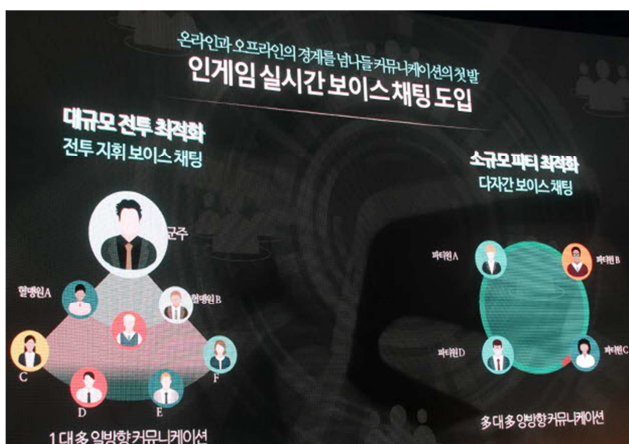 온라인과 오프라인의 경계를 넘나들 커뮤니케이션의 첫 발
인게임 실시간 보이스 채팅 도입
대규모 전투 최적화
전투 지휘 보이스 채팅
군주
혈맹원A
혈맹원B
C
D
E
F
1대多 일방향 커뮤니케이션
소규모 파티 최적화
다자간 보이스 채팅
파티원 A
파티원 B
파티원 D
파티원 C
多대多 양방향 커뮤니케이션